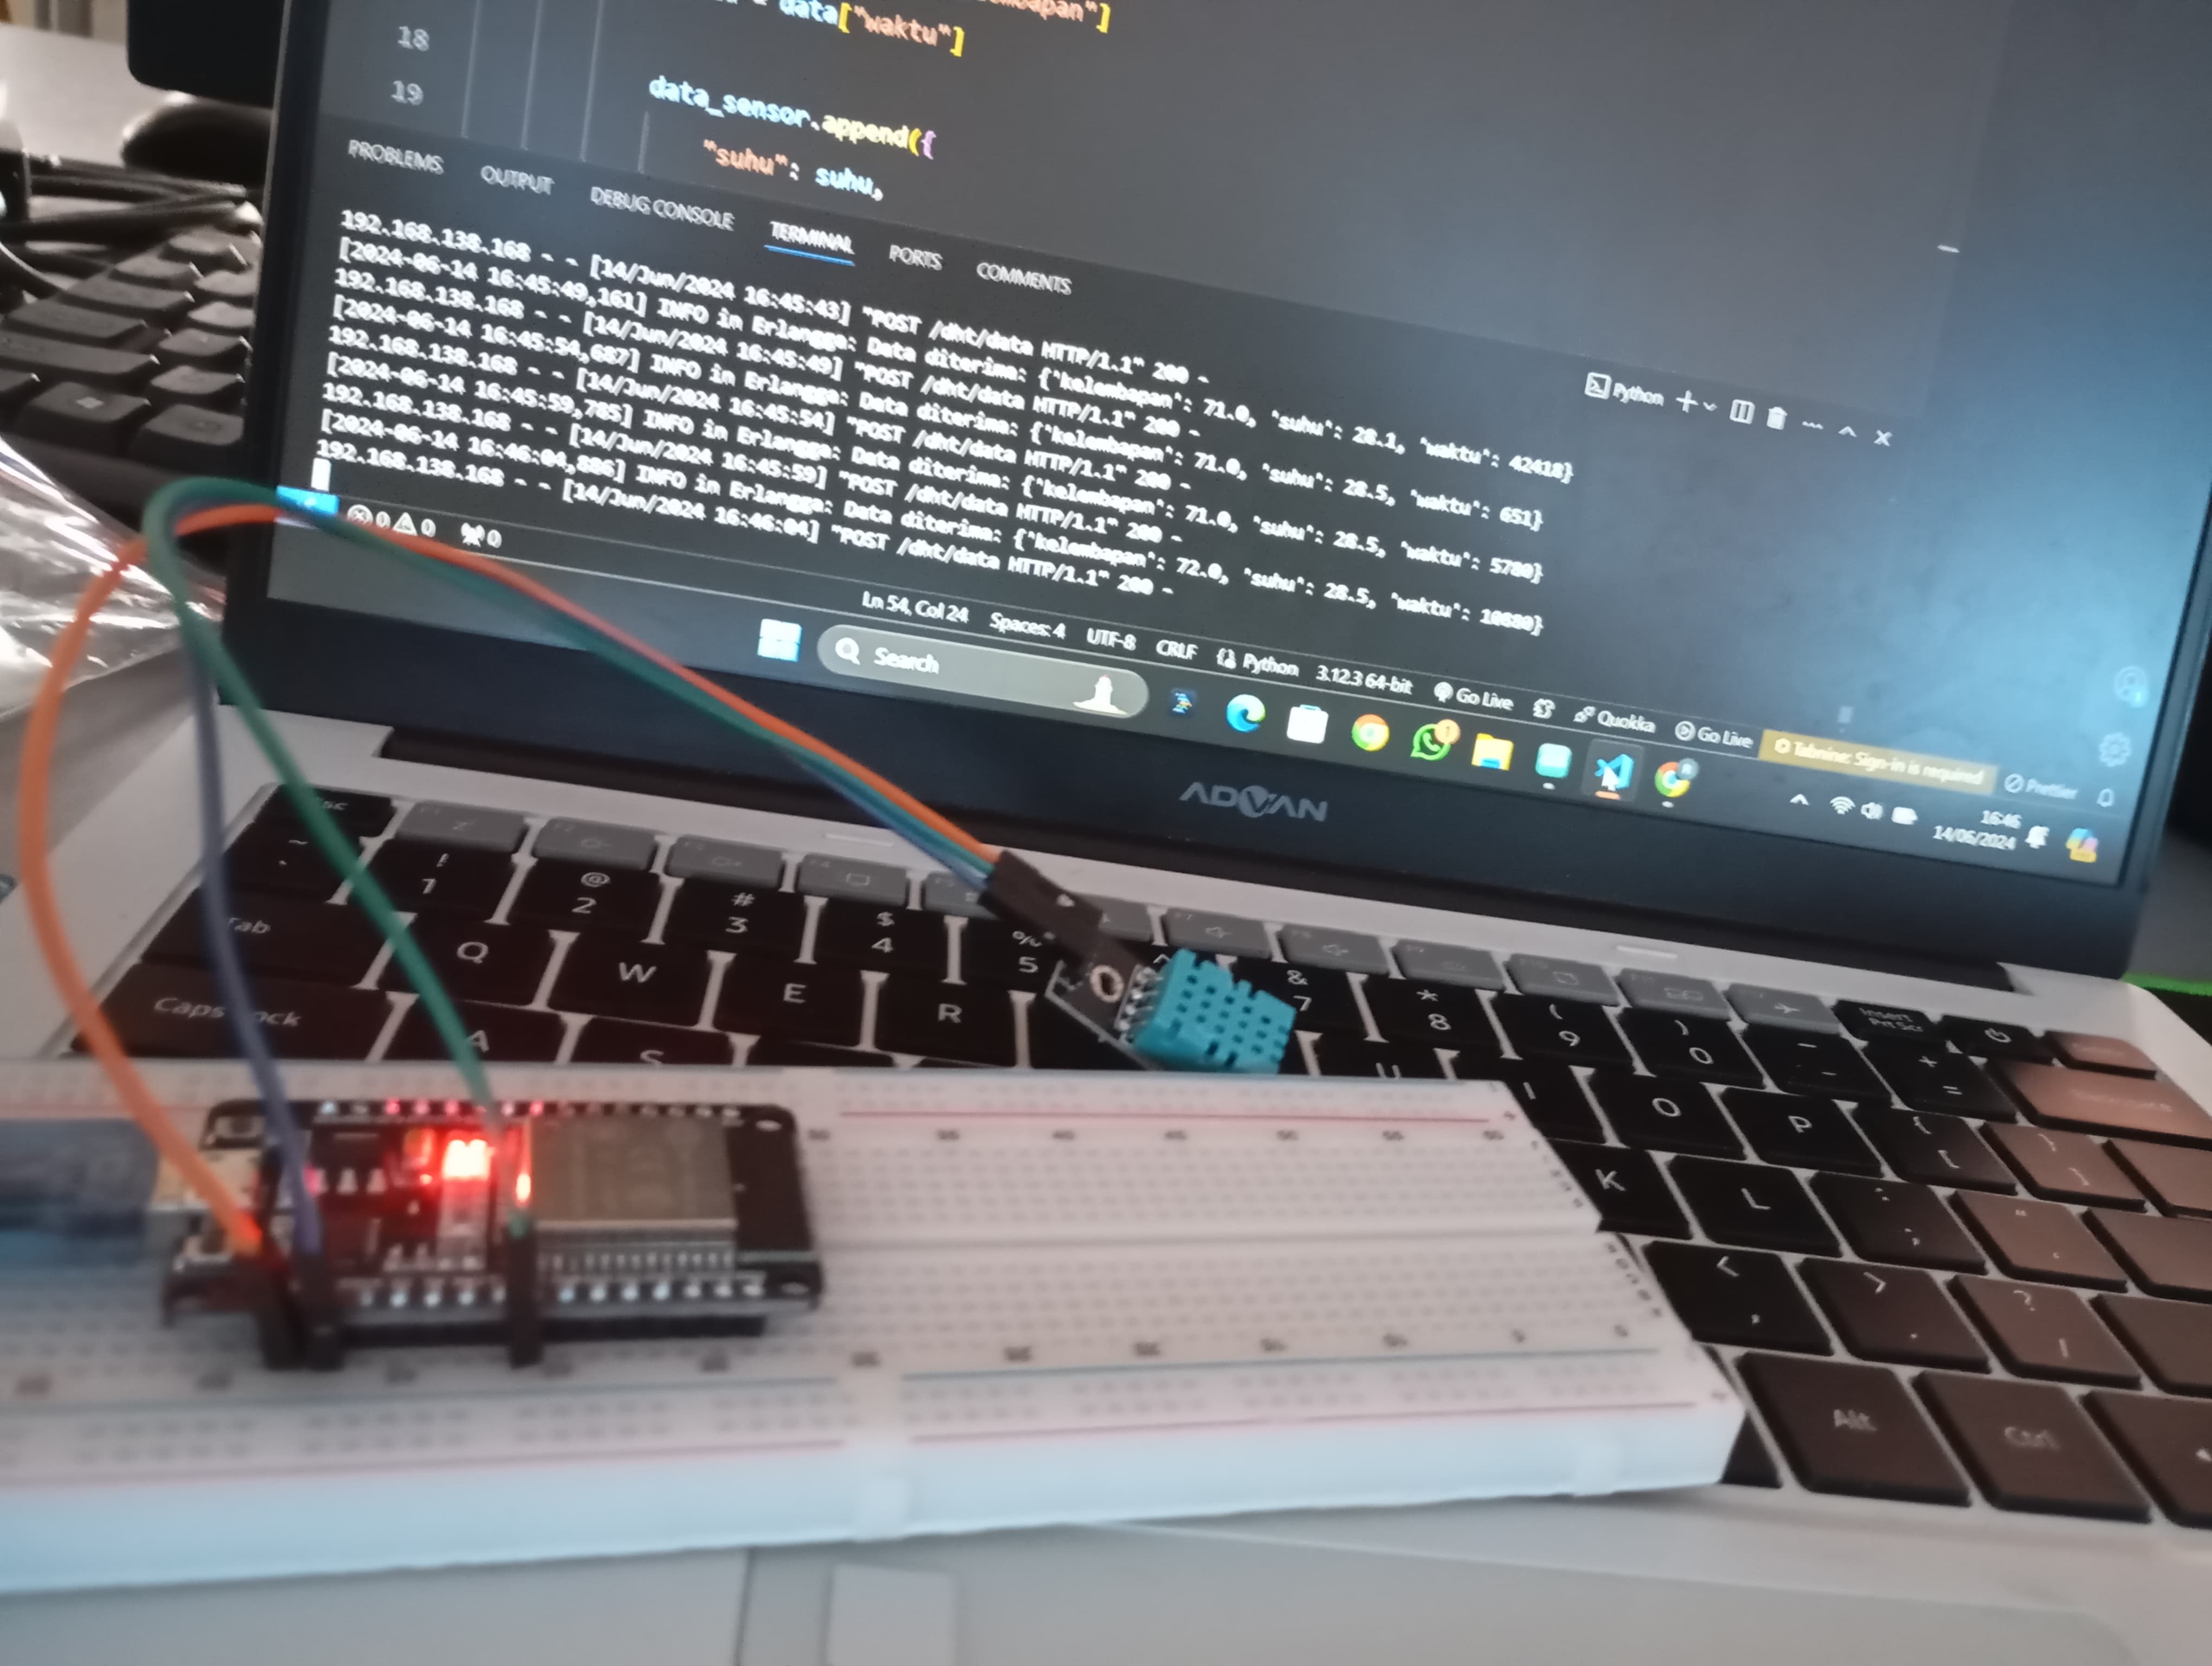 data["waktu"]
18
19
data_sensor.append({
"suhu": suhu,
PROBLEMS OUTPUT DEBUG CONSOLE TERMINAL PORTS COMMENTS
Python
192.168.138.168 - - [14/Jun/2024 16:45:43] "POST /dht/data HTTP/1.1" 200 -
[2024-06-14 16:45:49,161] INFO in Erlangga: Data diterima: {'kelembapan': 71.0, 'suhu': 28.1, 'waktu': 42418}
192.168.138.168 - - [14/Jun/2024 16:45:49] "POST /dht/data HTTP/1.1" 200 -
[2024-06-14 16:45:54,687] INFO in Erlangga: Data diterima: {'kelembapan': 71.0, 'suhu': 28.5, 'waktu': 651}
192.168.138.168 - - [14/Jun/2024 16:45:54] "POST /dht/data HTTP/1.1" 200 -
[2024-06-14 16:45:59,785] INFO in Erlangga: Data diterima: {'kelembapan': 71.0, 'suhu': 28.5, 'waktu': 5780}
192.168.138.168 - - [14/Jun/2024 16:45:59] "POST /dht/data HTTP/1.1" 200 -
[2024-06-14 16:46:04,886] INFO in Erlangga: Data diterima: {'kelembapan': 72.0, 'suhu': 28.5, 'waktu': 10880}
192.168.138.168 - - [14/Jun/2024 16:46:04] "POST /dht/data HTTP/1.1" 200 -
0 0 0
Ln 54, Col 24 Spaces: 4 UTF-8 CRLF Python 3.12.3 64-bit Go Live Quokka Go Live Tabnine: Sign-in is required Prettier
Search
16:46
14/06/2024
ADVAN
! @ # $ % ^ & * ( ) - +
1 2 3 4 5 7 8 9 0 =
Insert
Prt Scr
Tab Q W E R U I O P { [ } ]
Caps Lock A S K L : ;
< , > . ?
Alt Ctrl